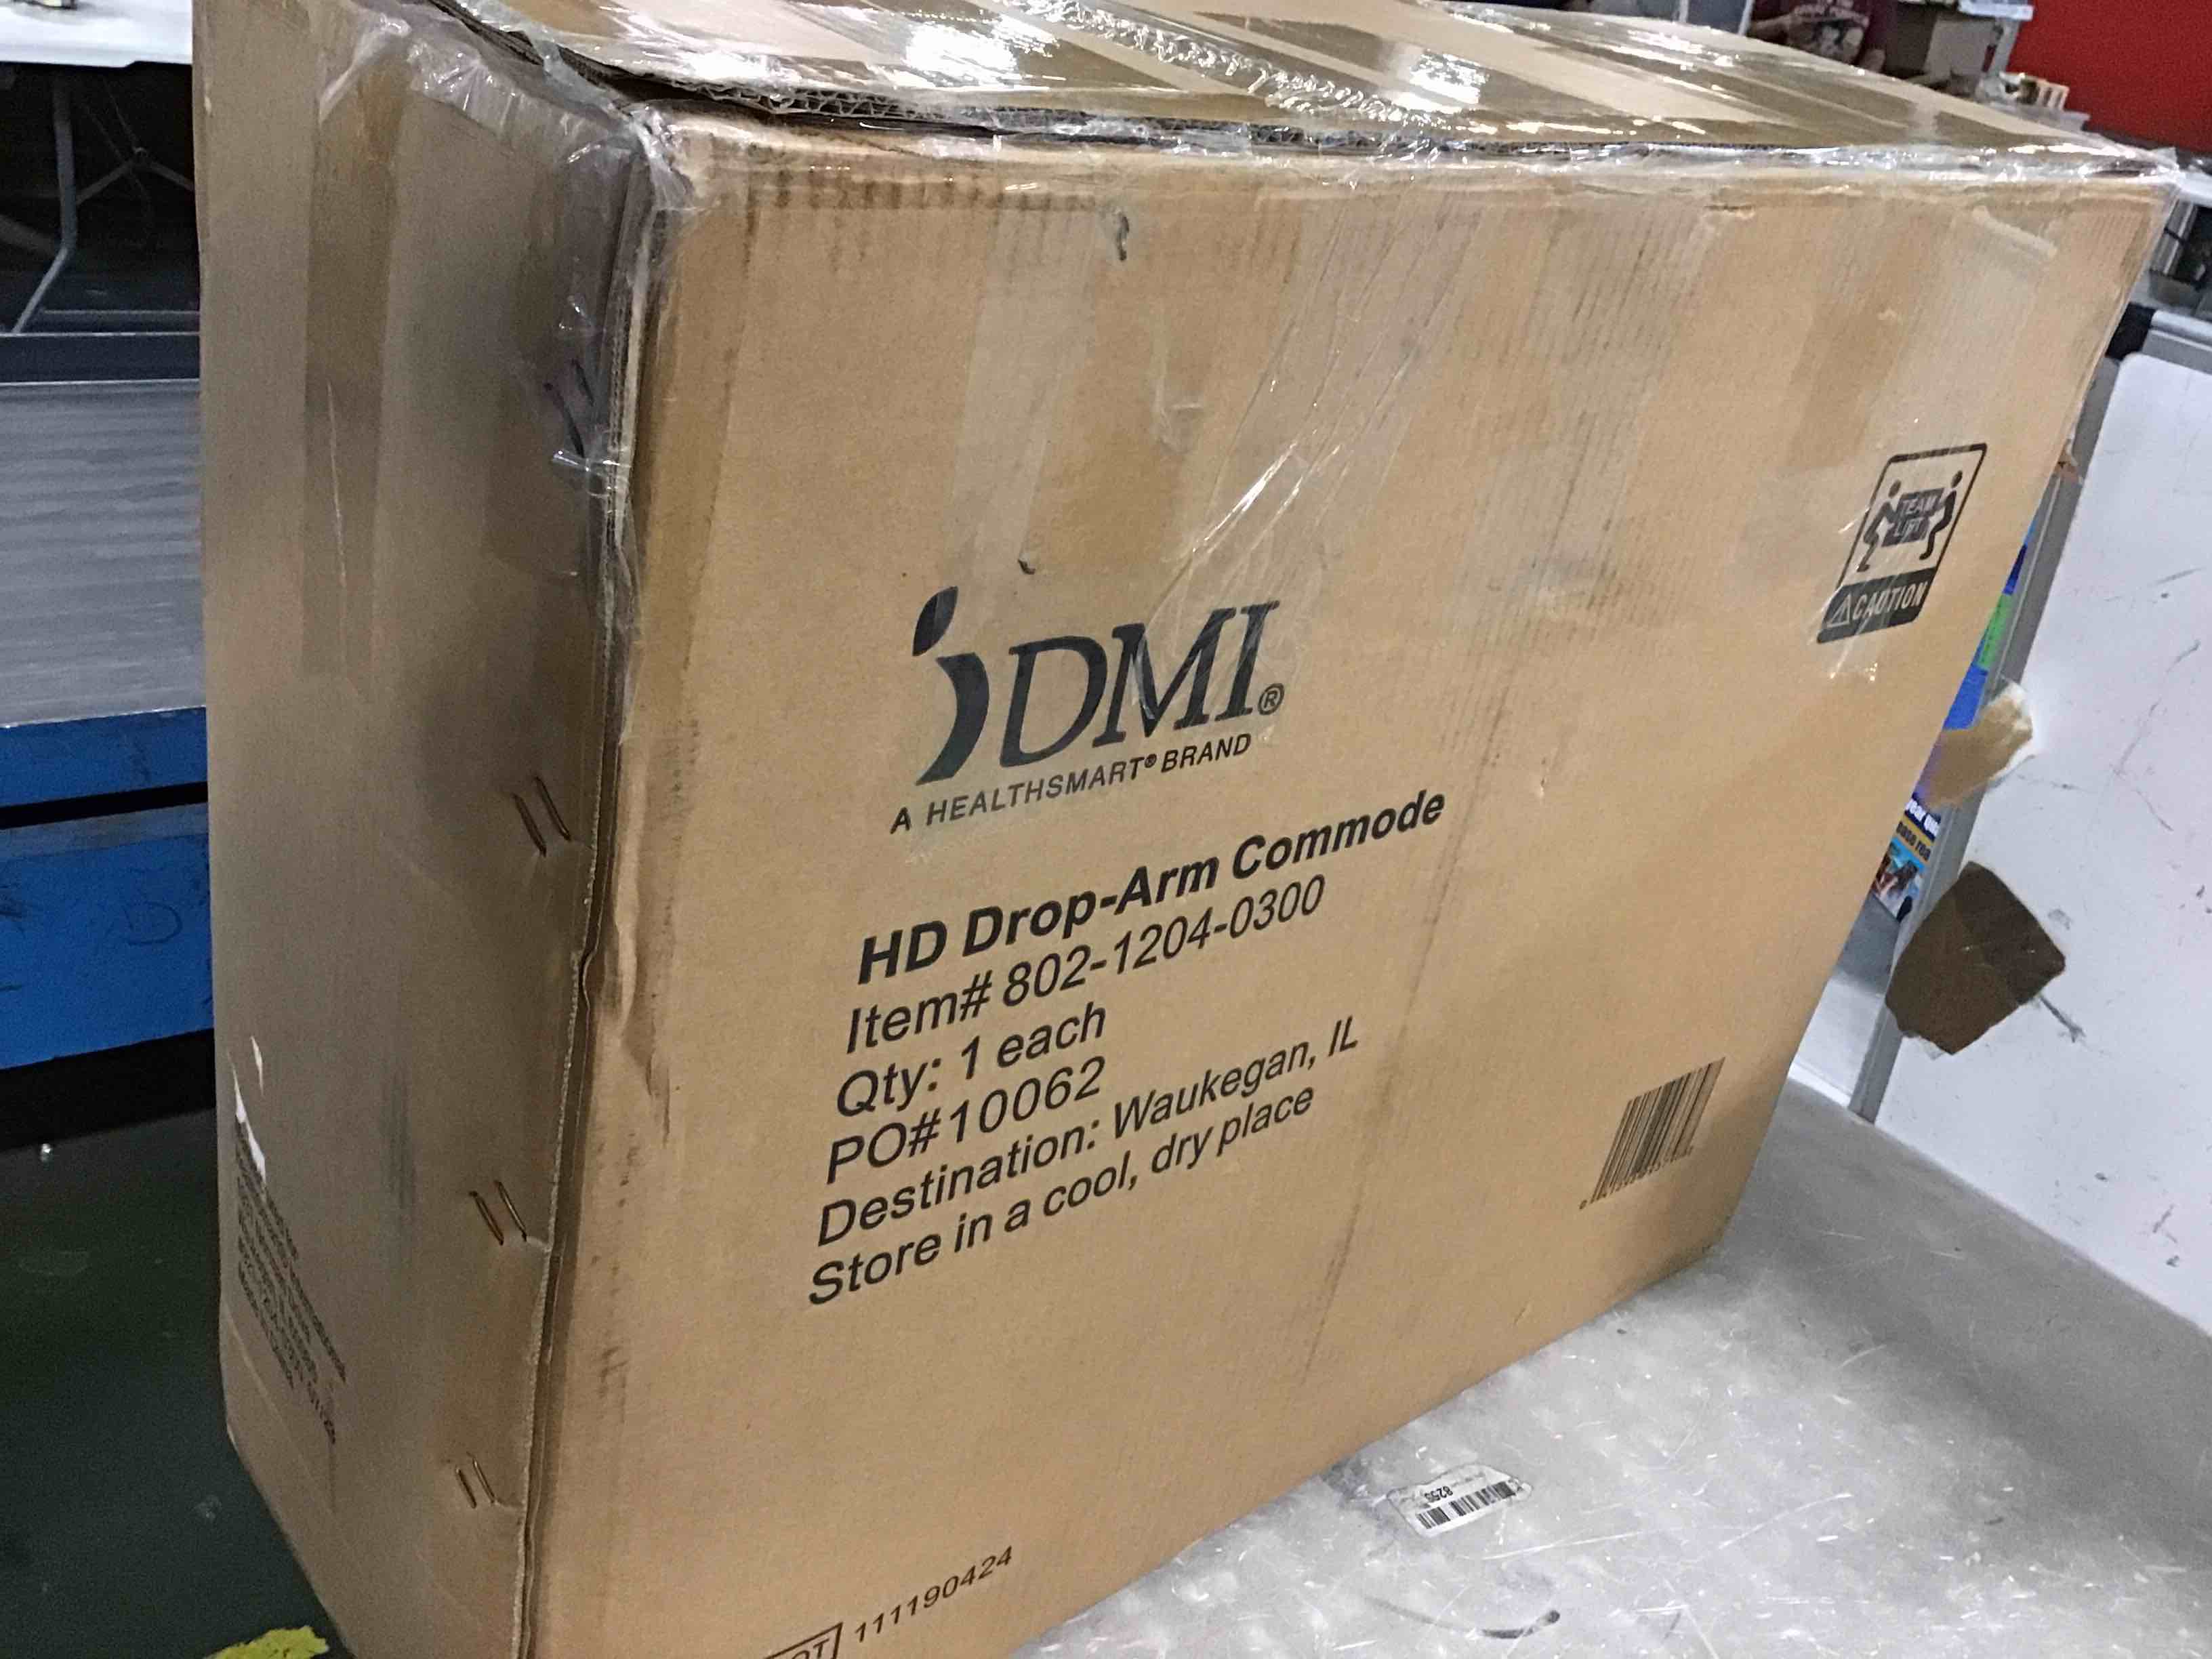 DMI®
A HEALTHSMART® BRAND
HD Drop-Arm Commode
Item# 802-1204-0300
Qty: 1 each
PO#10062
Destination: Waukegan, IL
Store in a cool, dry place
TEAM
LIFT
CAUTION
111190424